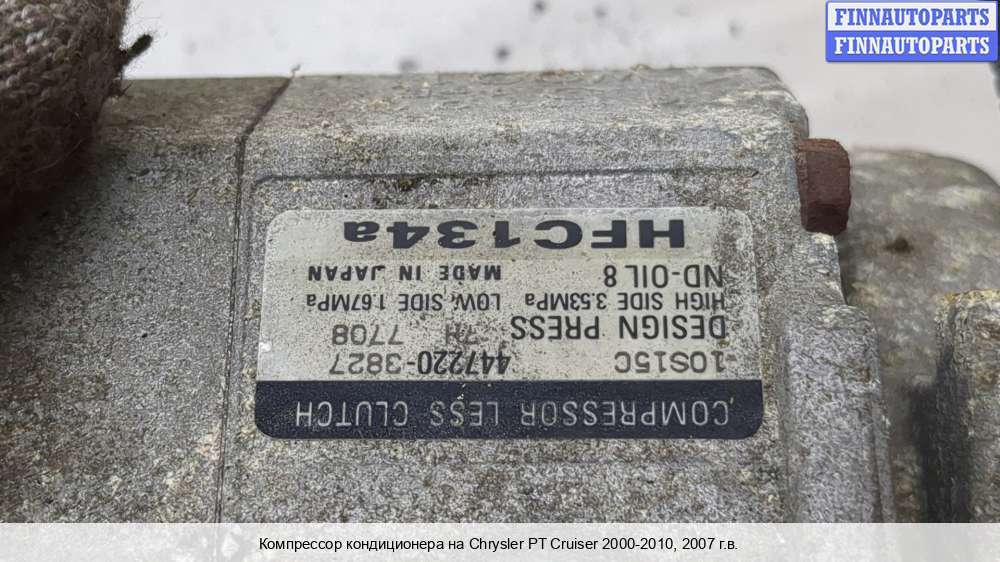 FINNAUTOPARTS
FINNAUTOPARTS
COMPRESSOR LESS CLUTCH
10S15C 447220-3827
DESIGN PRESS 7H 7708
HIGH SIDE 3.53MPa LOW, SIDE 1.67MPa
ND-OIL 8 MADE IN JAPAN
HFC134a
Компрессор кондиционера на Chrysler PT Cruiser 2000-2010, 2007 г.в.